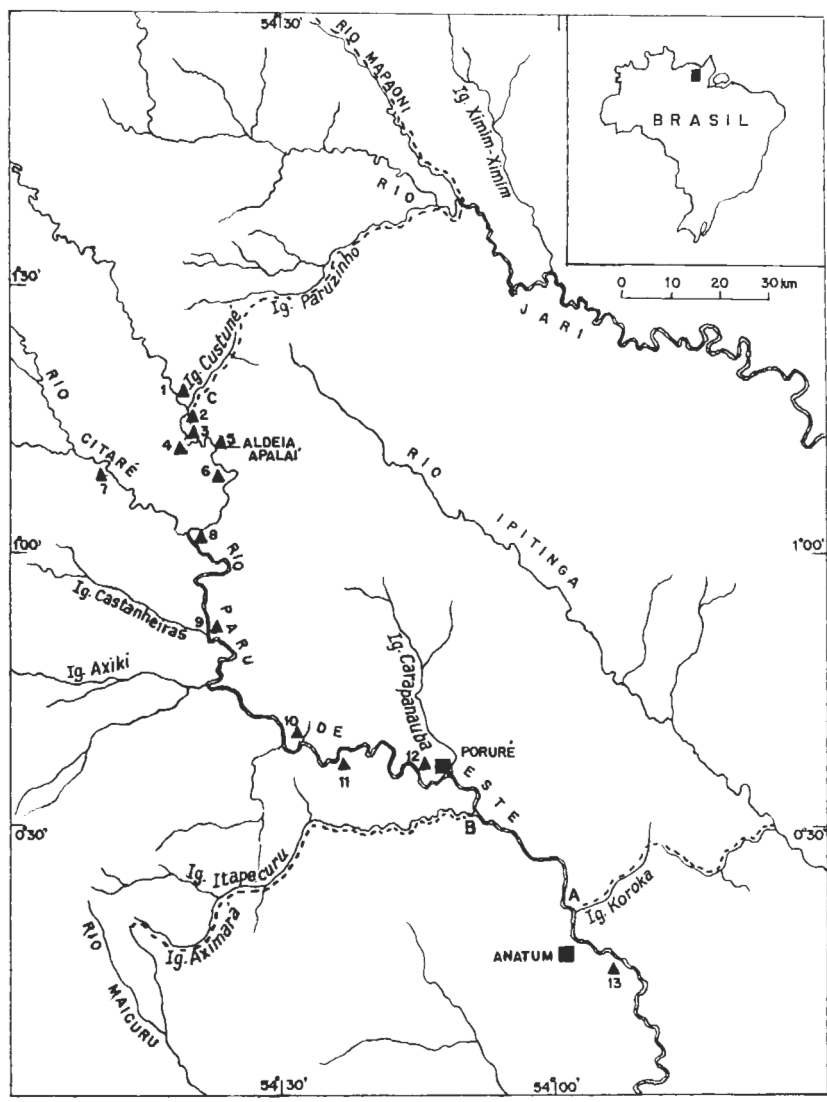 54°30'
RIO MAPAONI
Ig. Ximim-Ximim
BRASIL
RIO
0 10 20 30 km
1°30'
Ig. Paruzinho
JARI
Ig. Custuné
1
C
2
3
4
5
ALDEIA
APALAÍ
6
RIO
CITARÉ
7
RIO
IPITINGA
8
1°00'
1°00'
RIO
Ig. Castanheiras
9
PARU
Ig. Axiki
Ig. Carapanauba
10
DE
11
12
PORURÉ
ESTE
0°30'
B
0°30'
Ig. Itapecuru
A
Ig. Koroka
Ig. Aximara
RIO
MAICURU
ANATUM
13
54°30'
54°00'